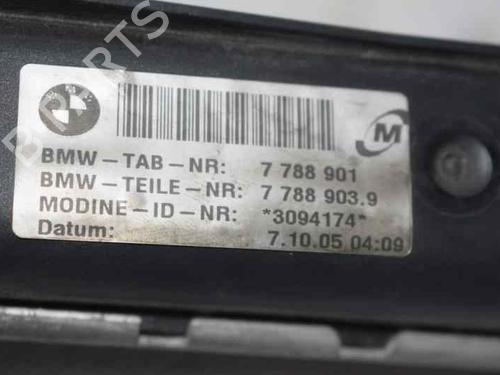 BMW
M
BMW-TAB-NR: 7 788 901
BMW-TEILE-NR: 7 788 903.9
MODINE-ID-NR: *3094174*
Datum: 7.10.05 04:09